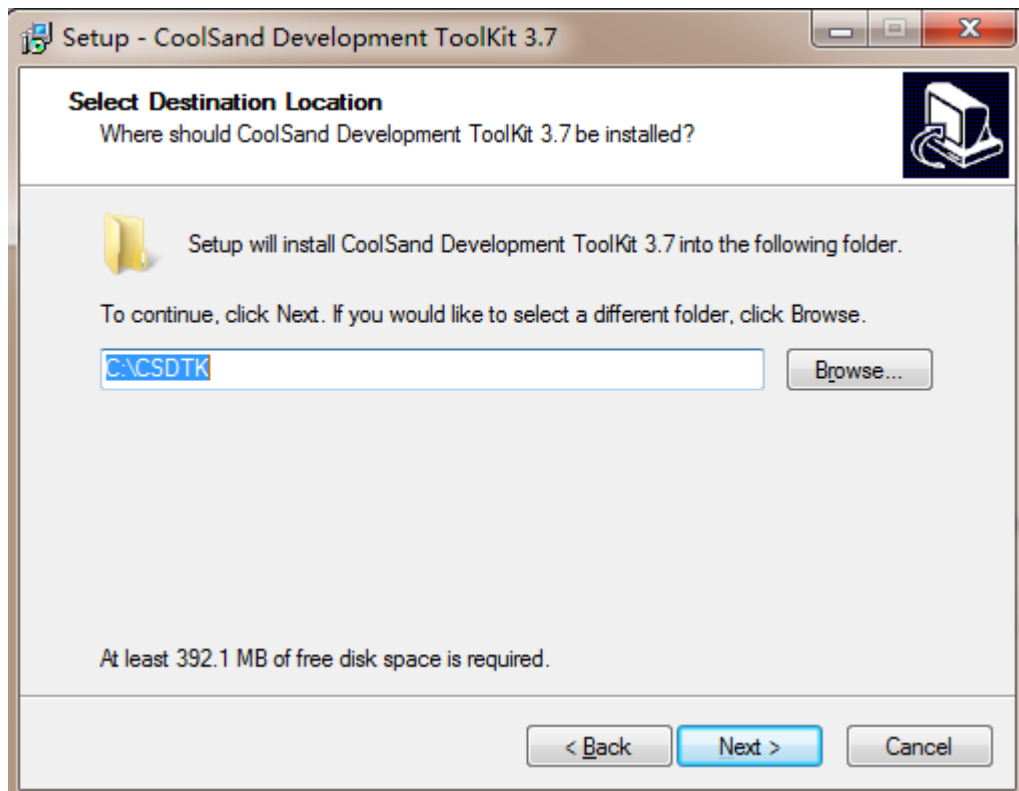 Setup - CoolSand Development ToolKit 3.7
Select Destination Location
Where should CoolSand Development ToolKit 3.7 be installed?
Setup will install CoolSand Development ToolKit 3.7 into the following folder.
To continue, click Next. If you would like to select a different folder, click Browse.
C:\CSDTK
Browse...
At least 392.1 MB of free disk space is required.
< Back
Next >
Cancel